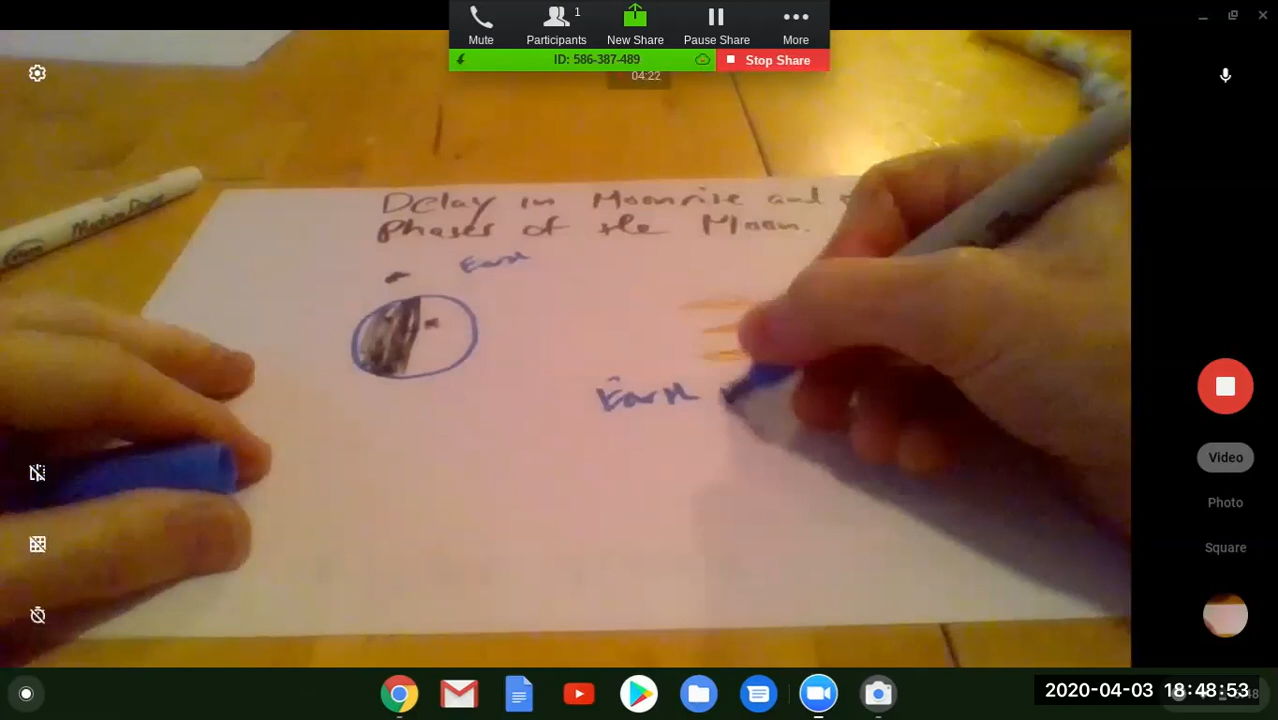 Mute
Participants
1
New Share
Pause Share
More
ID: 586-387-489
Stop Share
04:22
Delay in Moonrise and
Phases of the Moon.
Earth
Earth
Video
Photo
Square
2020-04-03 18:48:53